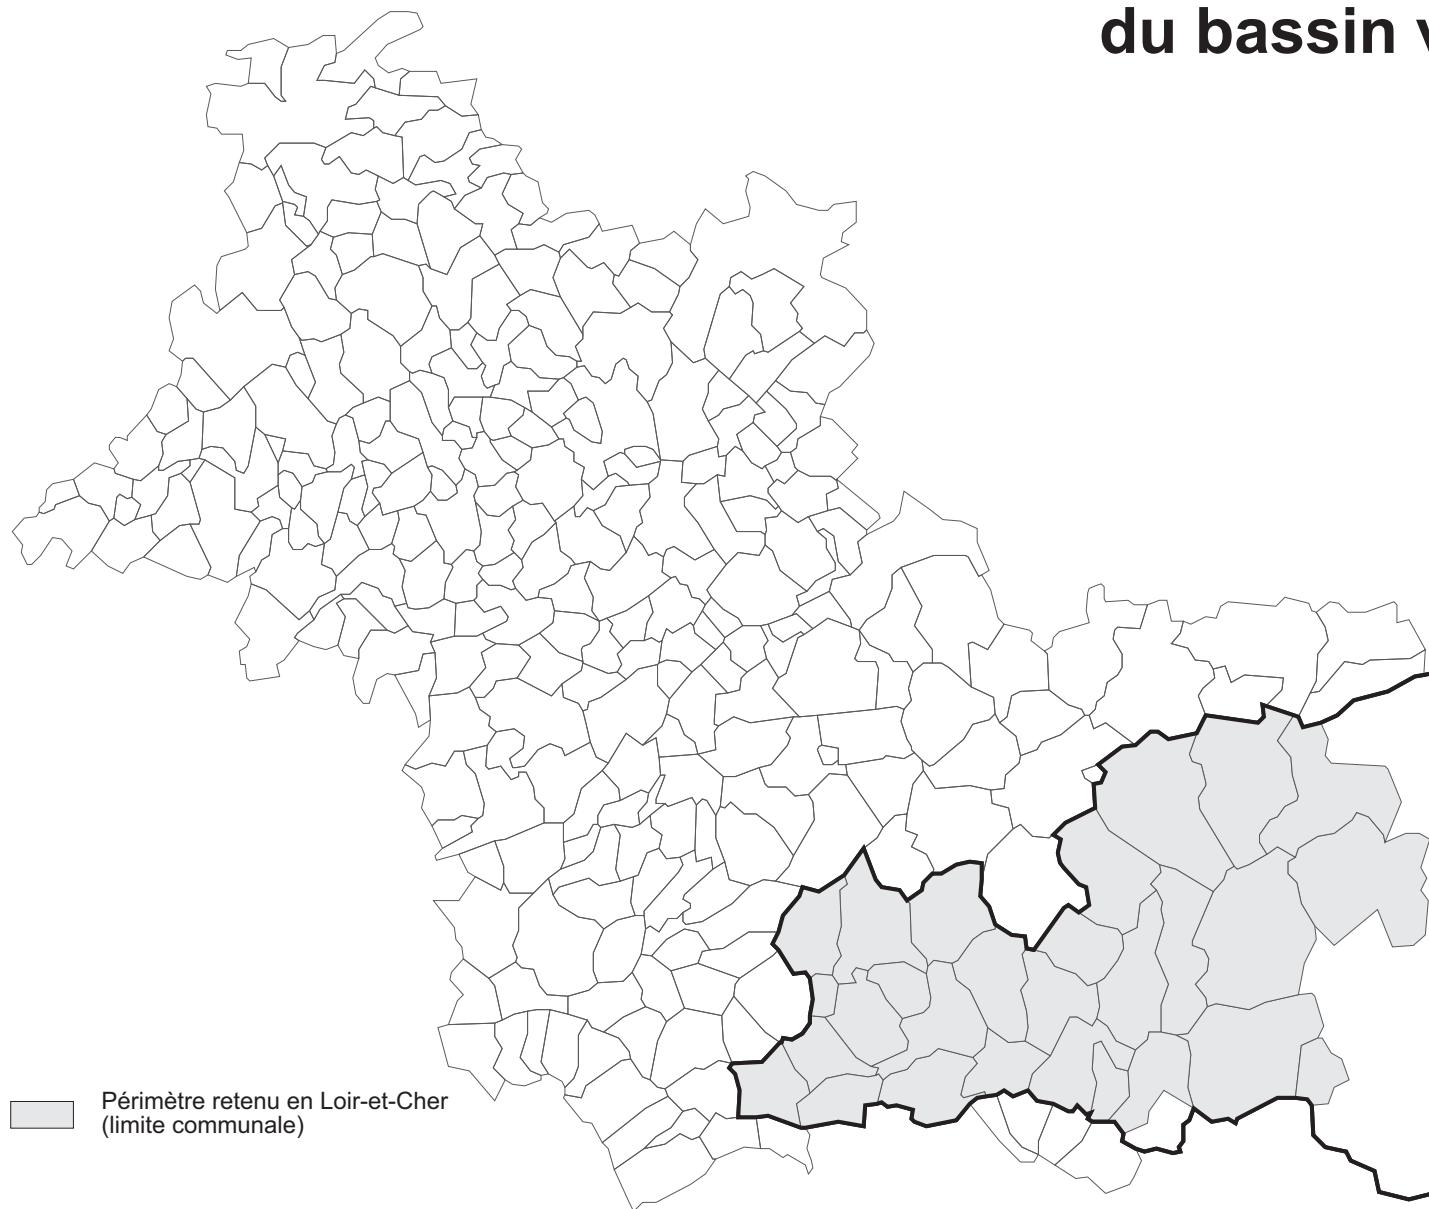 du bassin
Périmètre retenu en Loir-et-Cher
(limite communale)